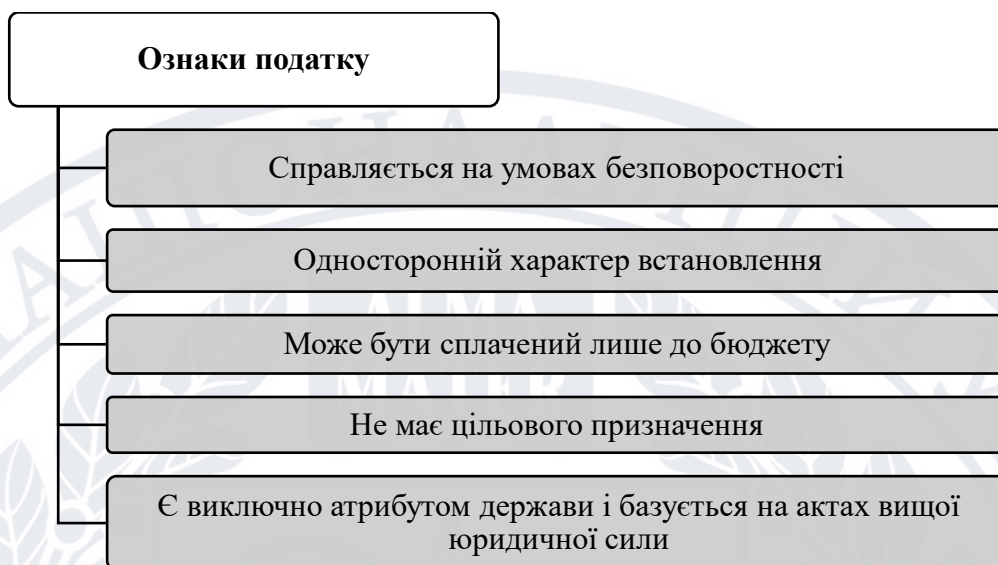 Ознаки податку
Справляється на умовах безповоростності
Односторонній характер встановлення
Може бути сплачений лише до бюджету
Не має цільового призначення
Є виключно атрибутом держави і базується на актах вищої
юридичної сили